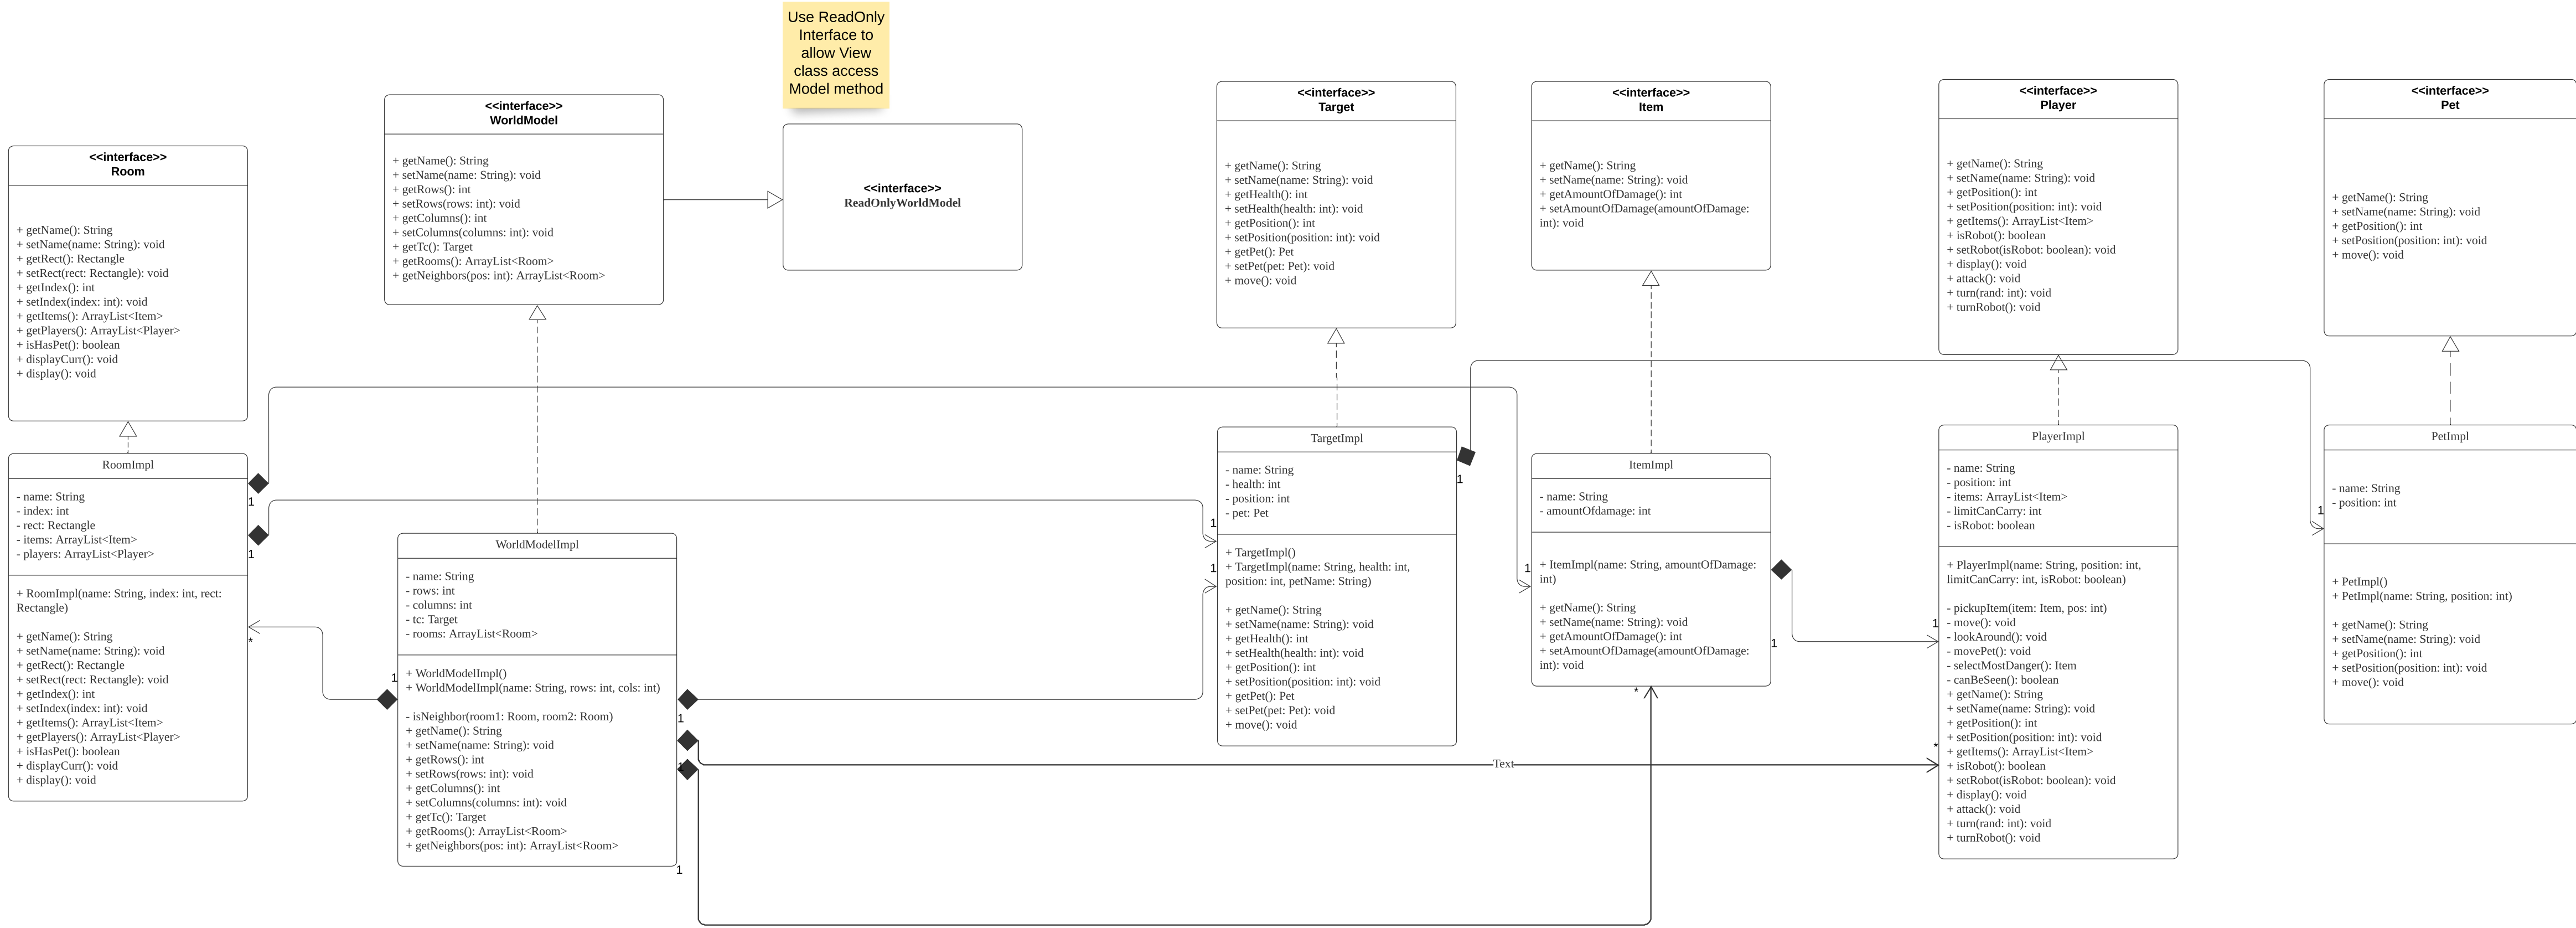 Use ReadOnly
Interface to
allow View
class access
Model method
<<interface>>
Room
+ getName(): String
+ setName(name: String): void
+ getRect(): Rectangle
+ setRect(rect: Rectangle): void
+ getIndex(): int
+ setIndex(index: int): void
+ getItems(): ArrayList<Item>
+ getPlayers(): ArrayList<Player>
+ isHasPet(): boolean
+ displayCurr(): void
+ display(): void
<<interface>>
WorldModel
+ getName(): String
+ setName(name: String): void
+ getRows(): int
+ setRows(rows: int): void
+ getColumns(): int
+ setColumns(columns: int): void
+ getTc(): Target
+ getRooms(): ArrayList<Room>
+ getNeighbors(pos: int): ArrayList<Room>
<<interface>>
ReadOnlyWorldModel
<<interface>>
Target
+ getName(): String
+ setName(name: String): void
+ getHealth(): int
+ setHealth(health: int): void
+ getPosition(): int
+ setPosition(position: int): void
+ getPet(): Pet
+ setPet(pet: Pet): void
+ move(): void
<<interface>>
Item
+ getName(): String
+ setName(name: String): void
+ getAmountOfDamage(): int
+ setAmountOfDamage(amountOfDamage:
int): void
<<interface>>
Player
+ getName(): String
+ setName(name: String): void
+ getPosition(): int
+ setPosition(position: int): void
+ getItems(): ArrayList<Item>
+ isRobot(): boolean
+ setRobot(isRobot: boolean): void
+ display(): void
+ attack(): void
+ turn(rand: int): void
+ turnRobot(): void
<<interface>>
Pet
+ getName(): String
+ setName(name: String): void
+ getPosition(): int
+ setPosition(position: int): void
+ move(): void
RoomImpl
- name: String
- index: int
- rect: Rectangle
- items: ArrayList<Item>
- players: ArrayList<Player>
+ RoomImpl(name: String, index: int, rect:
Rectangle)
+ getName(): String
+ setName(name: String): void
+ getRect(): Rectangle
+ setRect(rect: Rectangle): void
+ getIndex(): int
+ setIndex(index: int): void
+ getItems(): ArrayList<Item>
+ getPlayers(): ArrayList<Player>
+ isHasPet(): boolean
+ displayCurr(): void
+ display(): void
1
1
*
1
WorldModelImpl
- name: String
- rows: int
- columns: int
- tc: Target
- rooms: ArrayList<Room>
+ WorldModelImpl()
+ WorldModelImpl(name: String, rows: int, cols: int)
- isNeighbor(room1: Room, room2: Room)
+ getName(): String
+ setName(name: String): void
+ getRows(): int
+ setRows(rows: int): void
+ getColumns(): int
+ setColumns(columns: int): void
+ getTc(): Target
+ getRooms(): ArrayList<Room>
+ getNeighbors(pos: int): ArrayList<Room>
1
1
1
1
1
TargetImpl
- name: String
- health: int
- position: int
- pet: Pet
+ TargetImpl()
+ TargetImpl(name: String, health: int,
position: int, petName: String)
+ getName(): String
+ setName(name: String): void
+ getHealth(): int
+ setHealth(health: int): void
+ getPosition(): int
+ setPosition(position: int): void
+ getPet(): Pet
+ setPet(pet: Pet): void
+ move(): void
1
Text
1
ItemImpl
- name: String
- amountOfdamage: int
+ ItemImpl(name: String, amountOfDamage:
int)
+ getName(): String
+ setName(name: String): void
+ getAmountOfDamage(): int
+ setAmountOfDamage(amountOfDamage:
int): void
*
1
1
*
PlayerImpl
- name: String
- position: int
- items: ArrayList<Item>
- limitCanCarry: int
- isRobot: boolean
+ PlayerImpl(name: String, position: int,
limitCanCarry: int, isRobot: boolean)
- pickupItem(item: Item, pos: int)
- move(): void
- lookAround(): void
- movePet(): void
- selectMostDanger(): Item
- canBeSeen(): boolean
+ getName(): String
+ setName(name: String): void
+ getPosition(): int
+ setPosition(position: int): void
+ getItems(): ArrayList<Item>
+ isRobot(): boolean
+ setRobot(isRobot: boolean): void
+ display(): void
+ attack(): void
+ turn(rand: int): void
+ turnRobot(): void
1
PetImpl
- name: String
- position: int
+ PetImpl()
+ PetImpl(name: String, position: int)
+ getName(): String
+ setName(name: String): void
+ getPosition(): int
+ setPosition(position: int): void
+ move(): void